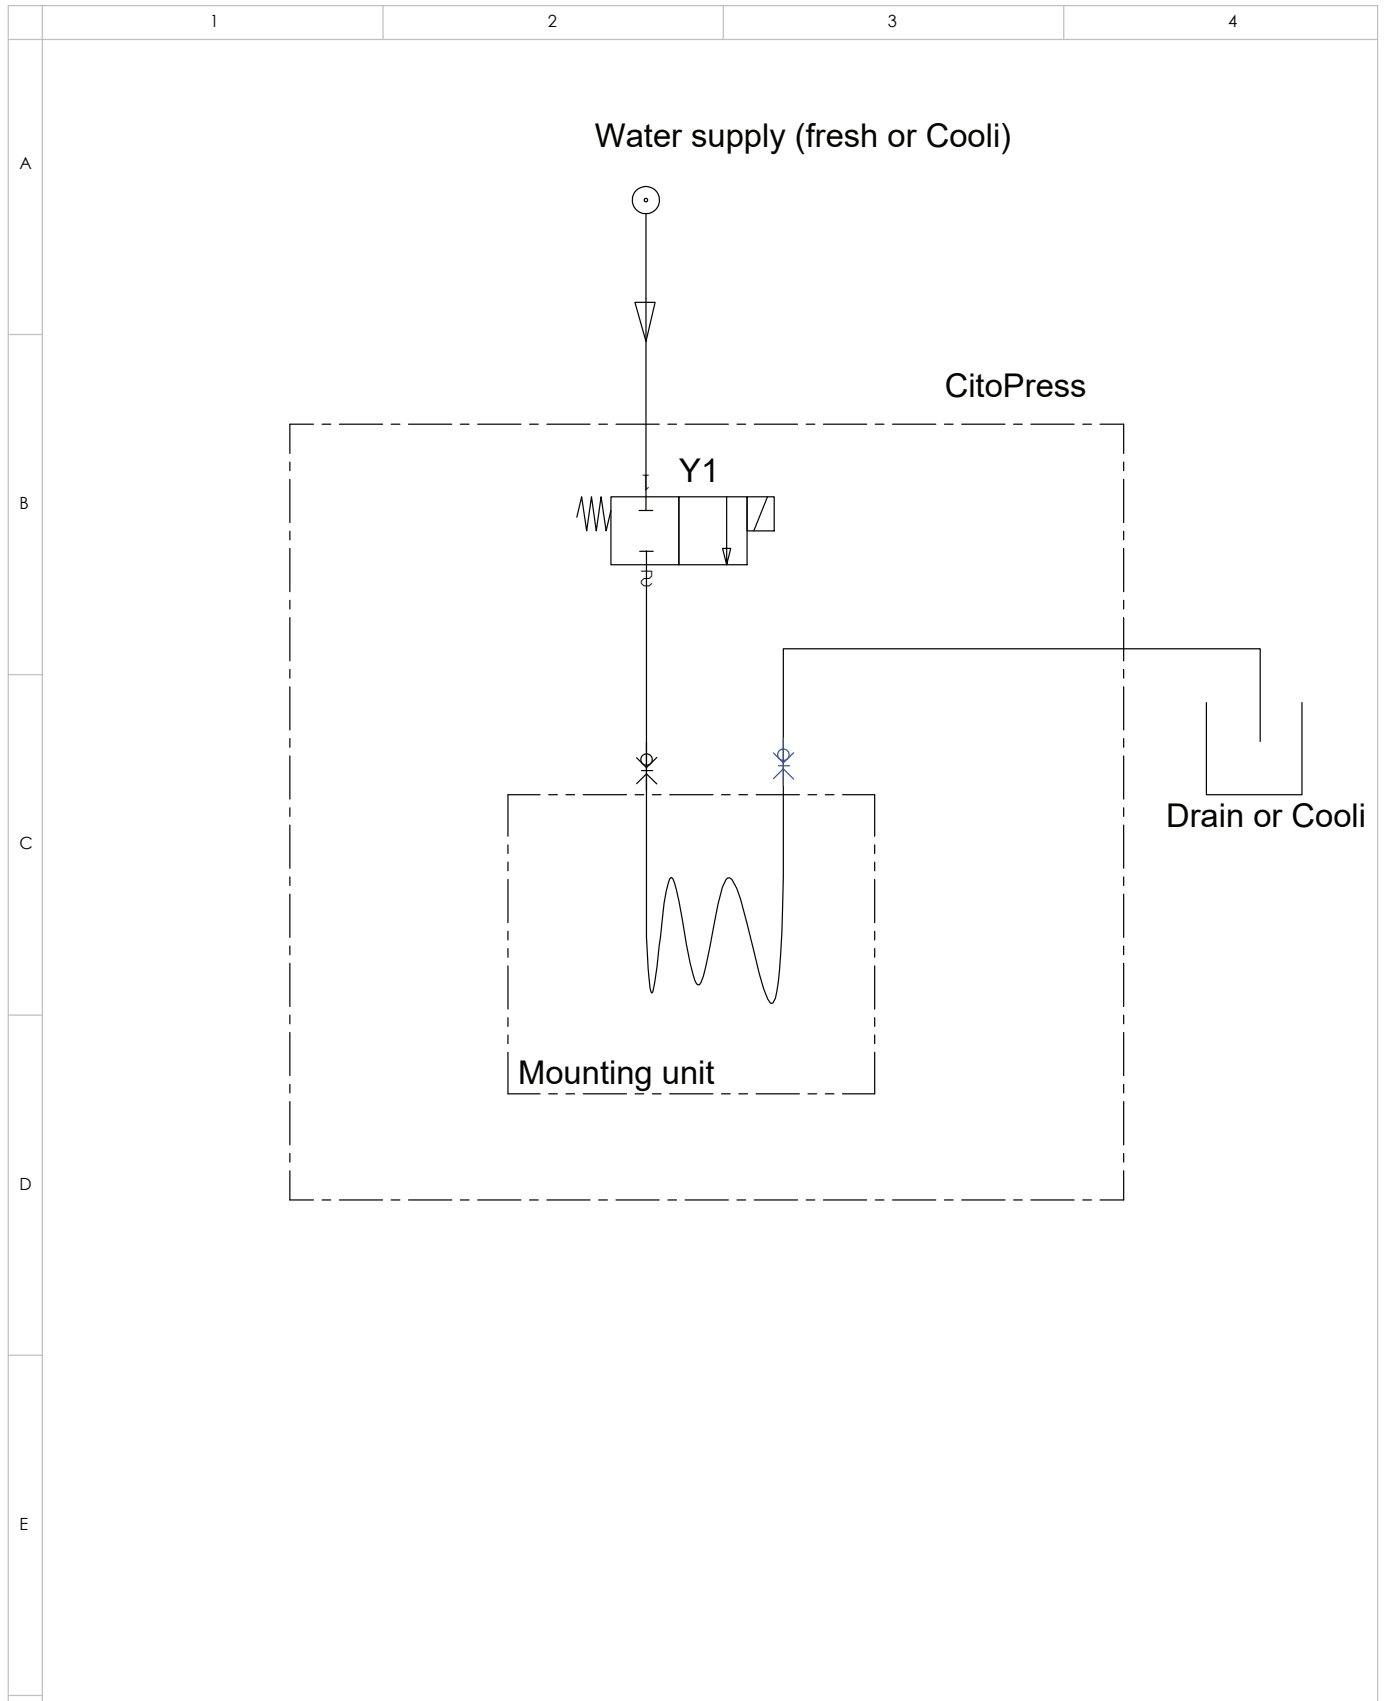 1 2 3 4
A
Water supply (fresh or Cooli)
CitoPress
Y1
B
Drain or Cooli
C
Mounting unit
D
E